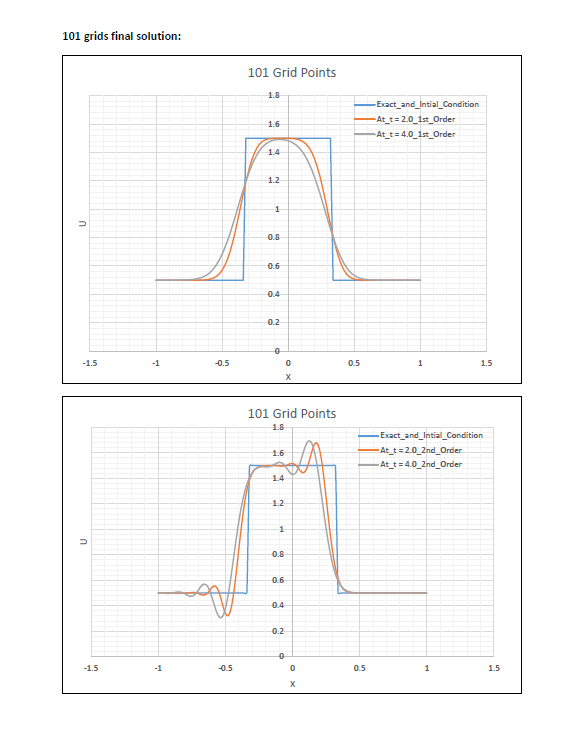 101 grids final solution:
101 Grid Points
Exact_and_Intial_Condition
At_t = 2.0_1st_Order
At_t = 4.0_1st_Order
1.8
1.6
1.4
1.2
1
0.8
0.6
0.4
0.2
0
U
-1.5 -1 -0.5 0 0.5 1 1.5
X
101 Grid Points
Exact_and_Intial_Condition
At_t = 2.0_2nd_Order
At_t = 4.0_2nd_Order
1.8
1.6
1.4
1.2
1
0.8
0.6
0.4
0.2
0
U
-1.5 -1 -0.5 0 0.5 1 1.5
X